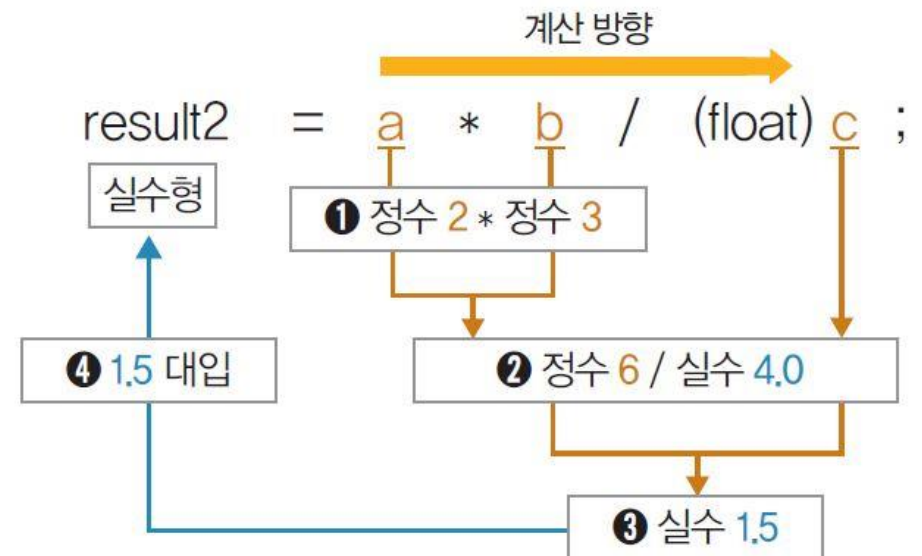 계산 방향
result2 = a * b / (float) c ;
실수형
❶ 정수 2 * 정수 3
❹ 1.5 대입
❷ 정수 6 / 실수 4.0
❸ 실수 1.5